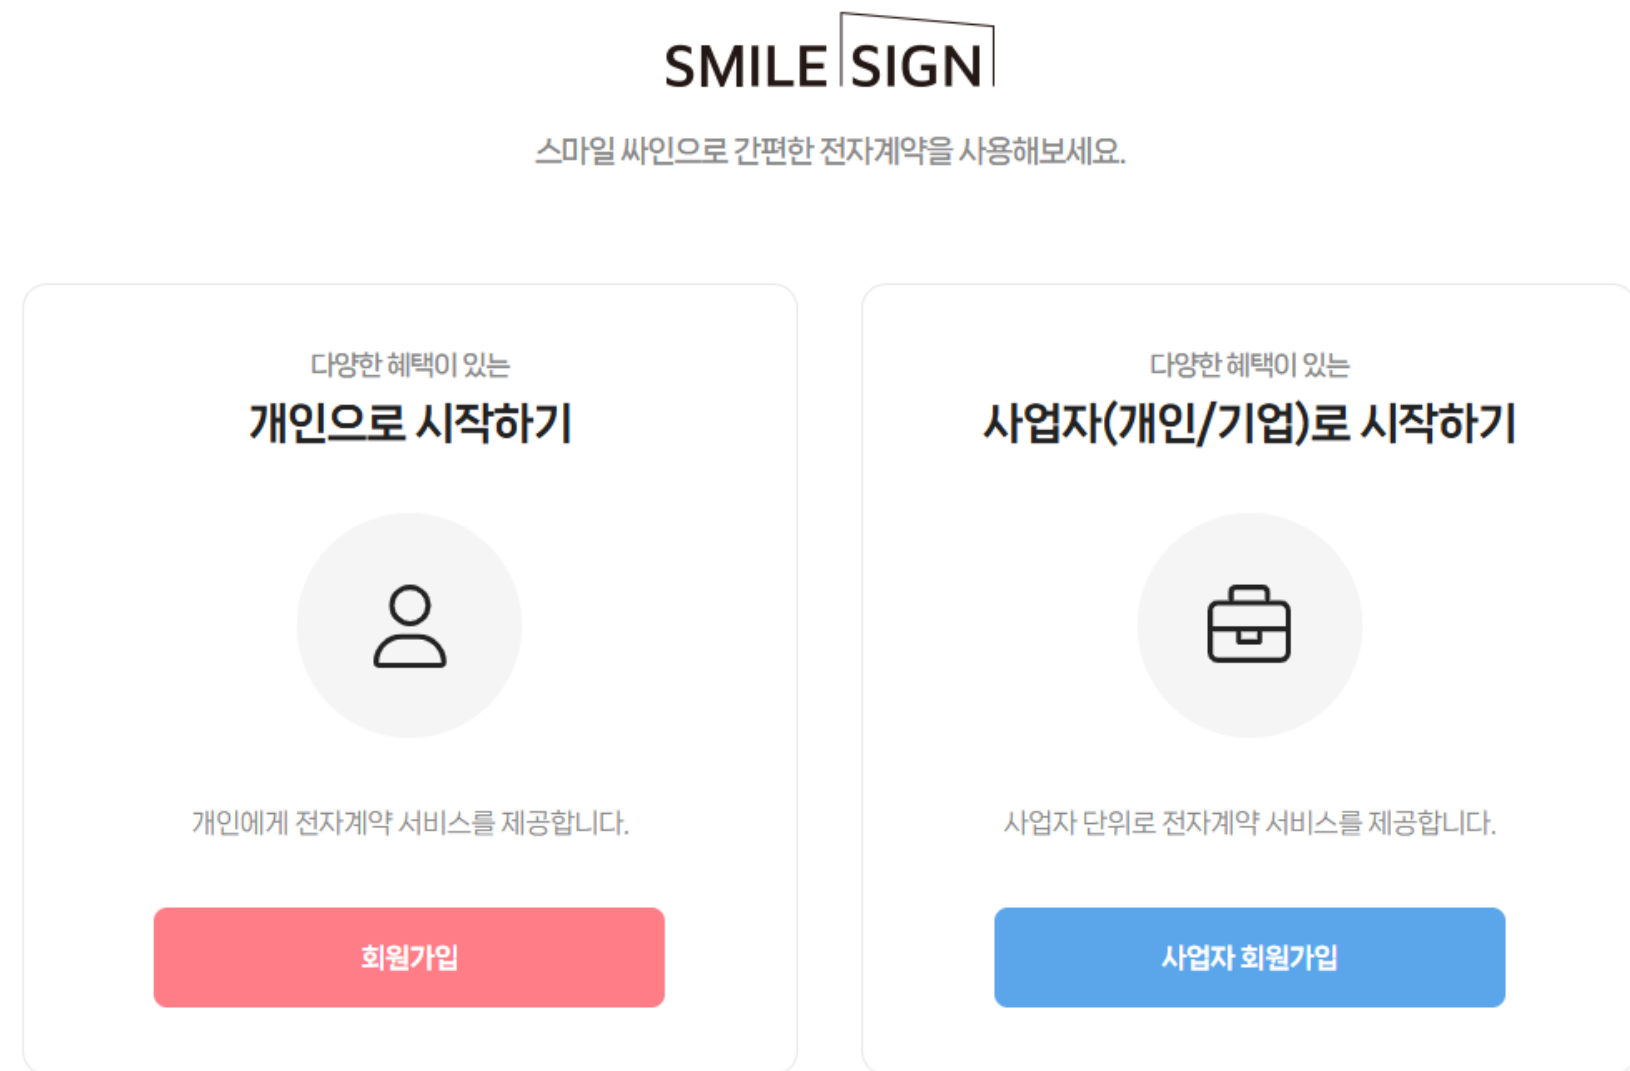 SMILE SIGN
스마일 싸인으로 간편한 전자계약을 사용해보세요.
다양한 혜택이 있는
개인으로 시작하기
개인에게 전자계약 서비스를 제공합니다.
회원가입
다양한 혜택이 있는
사업자(개인/기업)로 시작하기
사업자 단위로 전자계약 서비스를 제공합니다.
사업자 회원가입